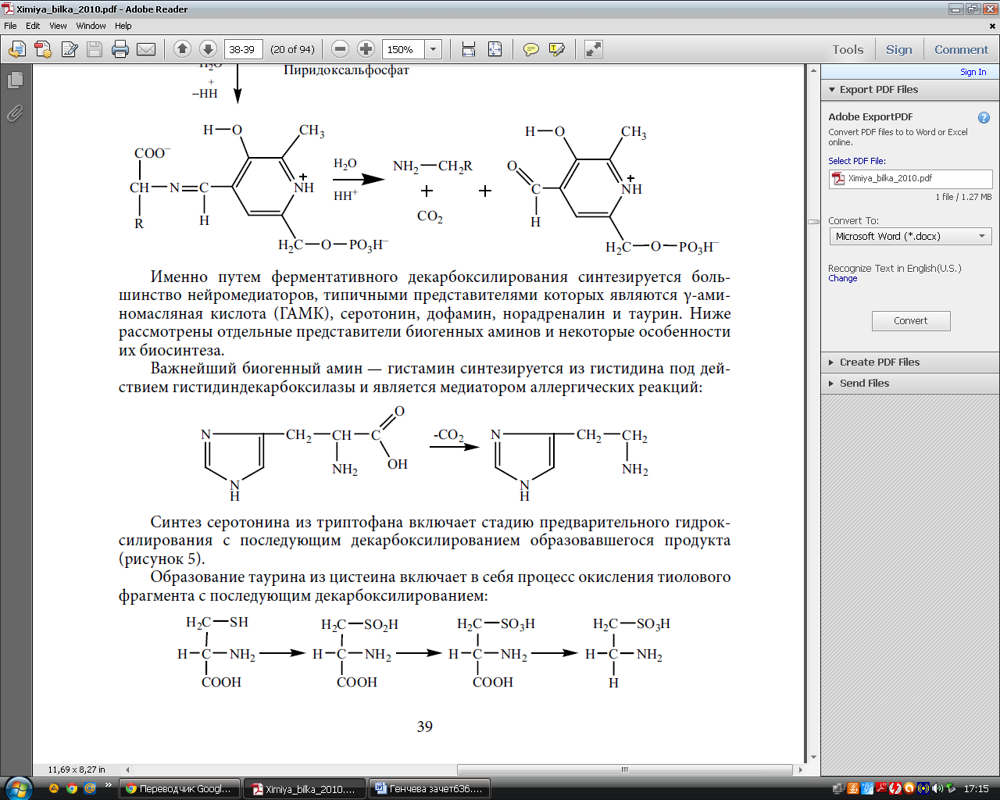 Ximiya_bilka_2010.pdf - Adobe Reader
File Edit View Window Help
38-39 (20 of 94) 150% Tools Sign Comment
Sign In
Export PDF Files
Adobe ExportPDF
Convert PDF files to to Word or Excel
online.
Select PDF File:
Ximiya_bilka_2010.pdf
1 file / 1.27 MB
Convert To:
Microsoft Word (*.docx)
Recognize Text in English(U.S.)
Change
Convert
Create PDF Files
Send Files
H₂O Пиридоксальфосфат
+
–HH
H–O CH₃ H–O CH₃
COO⁻ H₂O NH₂–CH₂R O
CH–N=C NH⁺ HH⁺ + + C NH⁺
R H CO₂ H
H₂C–O–PO₃H⁻ H₂C–O–PO₃H⁻
Именно путем ферментативного декарбоксилирования синтезируется боль-
шинство нейромедиаторов, типичными представителями которых являются γ-ами-
номасляная кислота (ГАМК), серотонин, дофамин, норадреналин и таурин. Ниже
рассмотрены отдельные представители биогенных аминов и некоторые особенности
их биосинтеза.
Важнейший биогенный амин — гистамин синтезируется из гистидина под дей-
ствием гистидиндекарбоксилазы и является медиатором аллергических реакций:
O
N CH₂–CH–C -CO₂ N CH₂–CH₂
NH₂ OH NH₂
N N
H H
Синтез серотонина из триптофана включает стадию предварительного гидрок-
силирования с последующим декарбоксилированием образовавшегося продукта
(рисунок 5).
Образование таурина из цистеина включает в себя процесс окисления тиолового
фрагмента с последующим декарбоксилированием:
H₂C–SH H₂C–SO₂H H₂C–SO₃H H₂C–SO₃H
H–C–NH₂ H–C–NH₂ H–C–NH₂ H–C–NH₂
COOH COOH COOH H
39
11,69 x 8,27 in
Переводчик Googl...
Ximiya_bilka_2010....
Генчева зачет636....
17:15